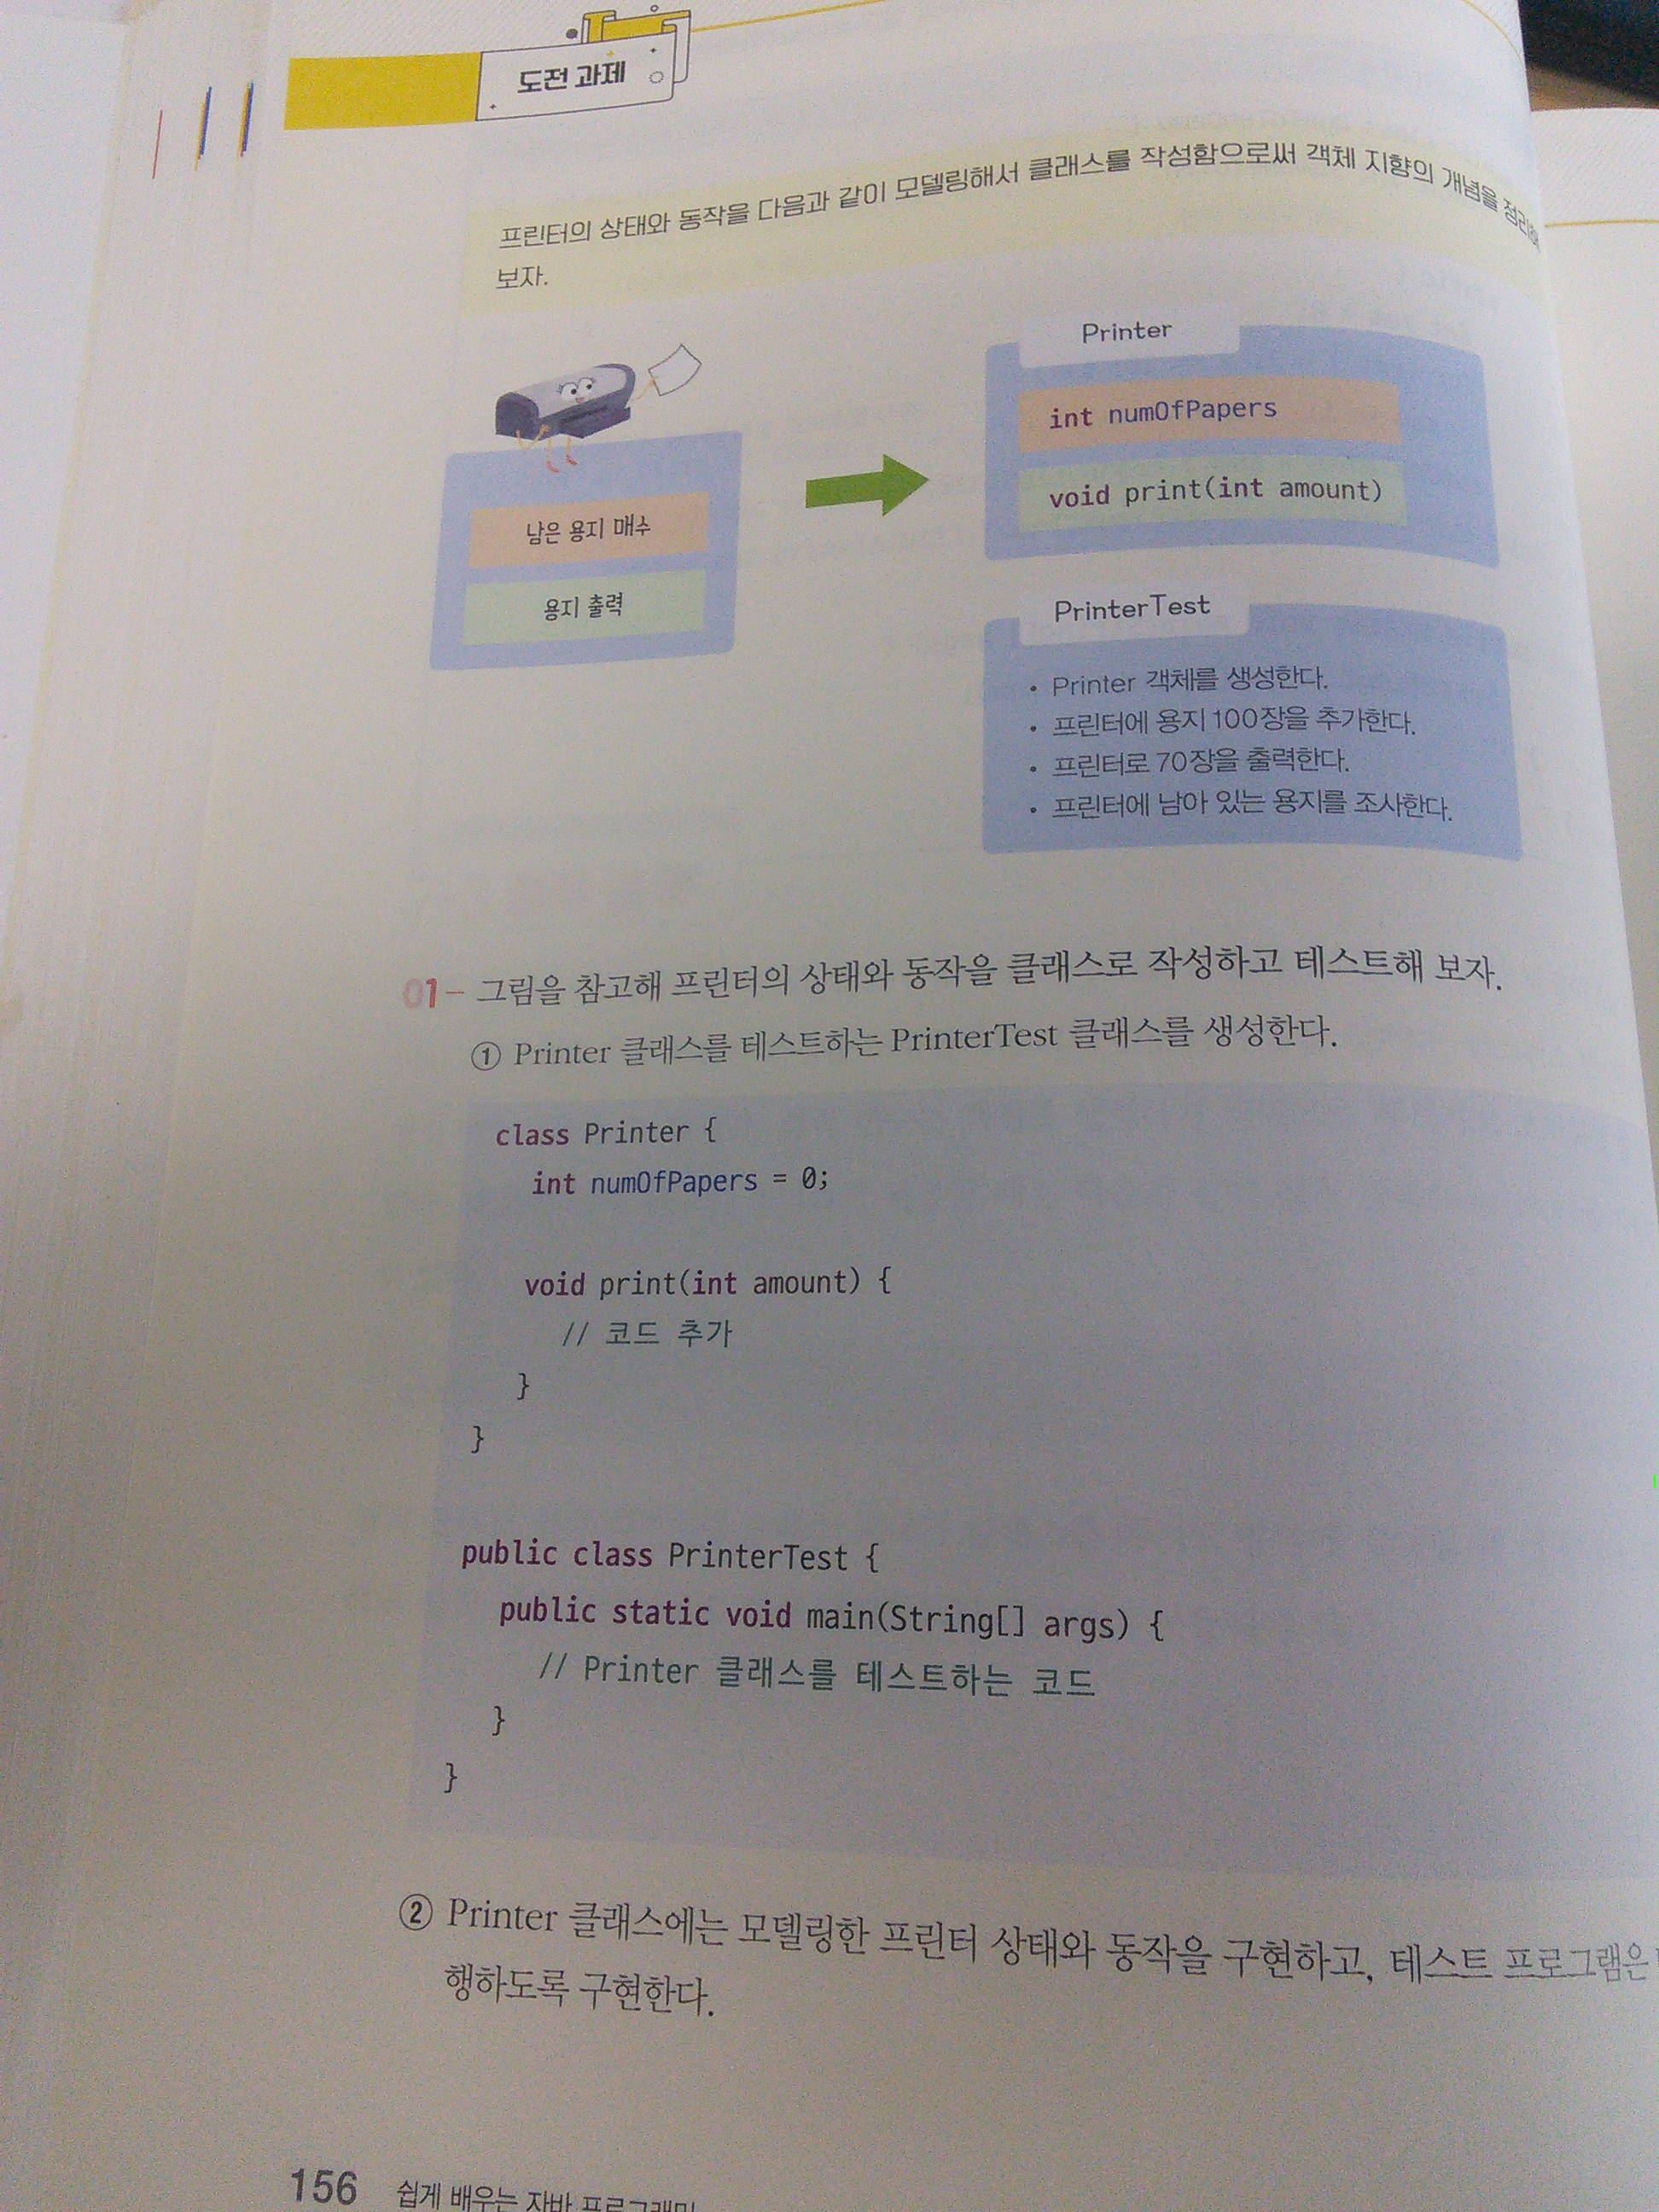 도전 과제
프린터의 상태와 동작을 다음과 같이 모델링해서 클래스를 작성함으로써 객체 지향의 개념을
보자.
Printer
int numOfPapers
void print(int amount)
남은 용지 매수
용지 출력
PrinterTest
• Printer 객체를 생성한다.
• 프린터에 용지 100장을 추가한다.
• 프린터로 70장을 출력한다.
• 프린터에 남아 있는 용지를 조사한다.
01 - 그림을 참고해 프린터의 상태와 동작을 클래스로 작성하고 테스트해 보자.
① Printer 클래스를 테스트하는 PrinterTest 클래스를 생성한다.
class Printer {
int numOfPapers = 0;
void print(int amount) {
// 코드 추가
}
}
public class PrinterTest {
public static void main(String[] args) {
// Printer 클래스를 테스트하는 코드
}
}
② Printer 클래스에는 모델링한 프린터 상태와 동작을 구현하고, 테스트 프로그램은
행하도록 구현한다.
156 쉽게 배우는 자바 프로그래밍